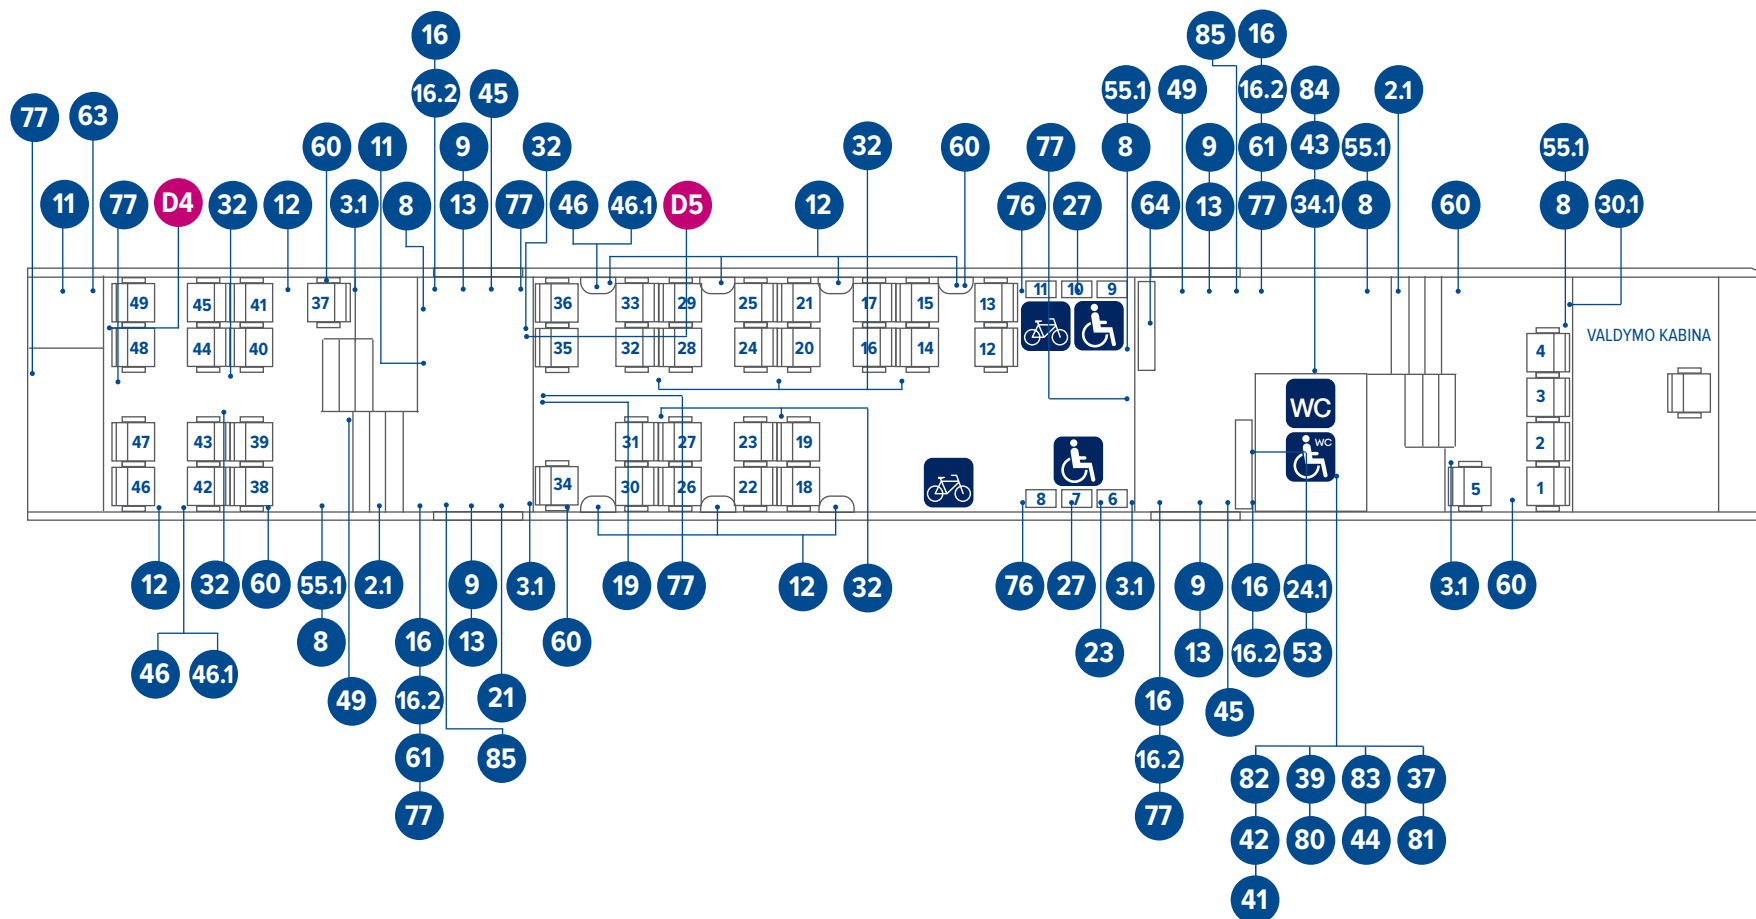 16 85 16
16.2 45 55.1 49 16.2 84 2.1
77 63
60 11 9 32 32 60 77 8 9 61 43 55.1 55.1
11 77 D4 32 12 3.1 8 13 77 46 46.1 D5 12 76 27 64 13 77 34.1 8 60 8 30.1
49 45 41 37 36 33 29 25 21 17 15 13 11 10 9
48 44 40 35 32 28 24 20 16 14 12 4 VALDYMO KABINA
WC 3
47 43 39 31 27 23 19 WC 2
46 42 38 34 30 26 22 18 8 7 6 5 1
12 32 60 55.1 2.1 9 3.1 19 77 12 32 76 27 3.1 9 16 24.1 3.1 60
8 16 13 60 23 13 16.2 53
46 46.1 49 16.2 21 16 45
61 85 16.2 82 39 83 37
77 77 42 80 44 81
41